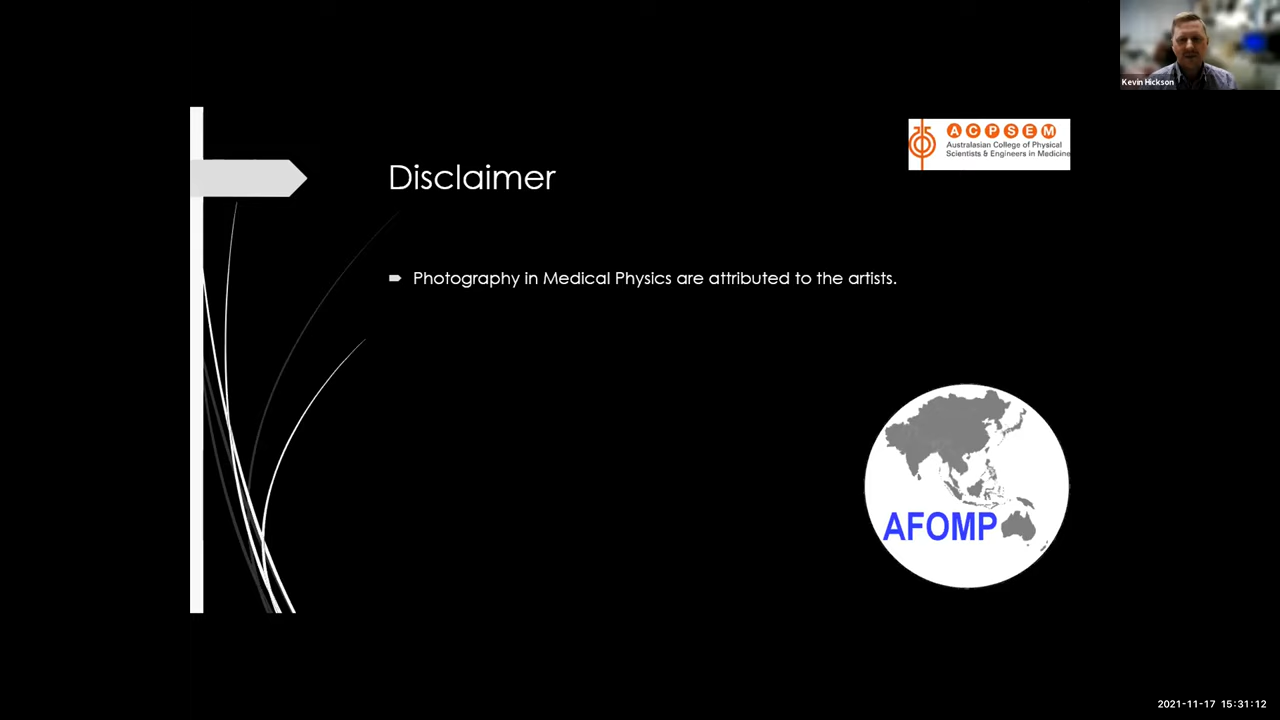 Kevin Hickson
A C P S E M
Australasian College of Physical
Scientists & Engineers in Medicine
Disclaimer
Photography in Medical Physics are attributed to the artists.
AFOMP
2021-11-17 15:31:12